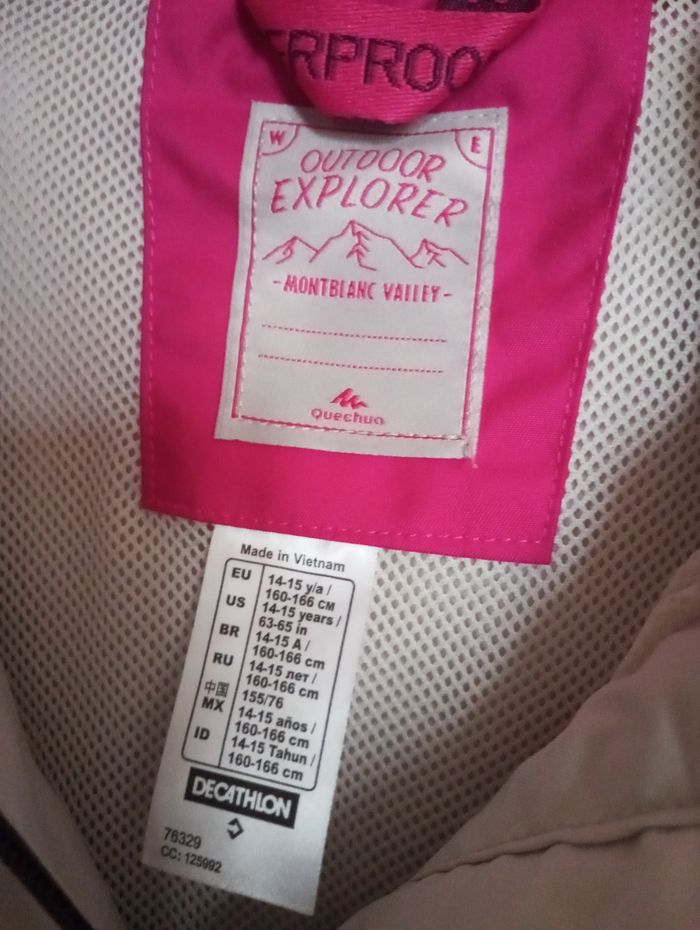 ERPROO
W E
OUTDOOR
EXPLORER
- MONTBLANC VALLEY -
Quechua
Made in Vietnam
EU 14-15 y/a /
160-166 см
US 14-15 years /
63-65 in
BR 14-15 A /
160-166 cm
RU 14-15 лет /
160-166 cm
中国 155/76
MX 14-15 años /
160-166 cm
ID 14-15 Tahun /
160-166 cm
DECATHLON
76329
CC: 125992